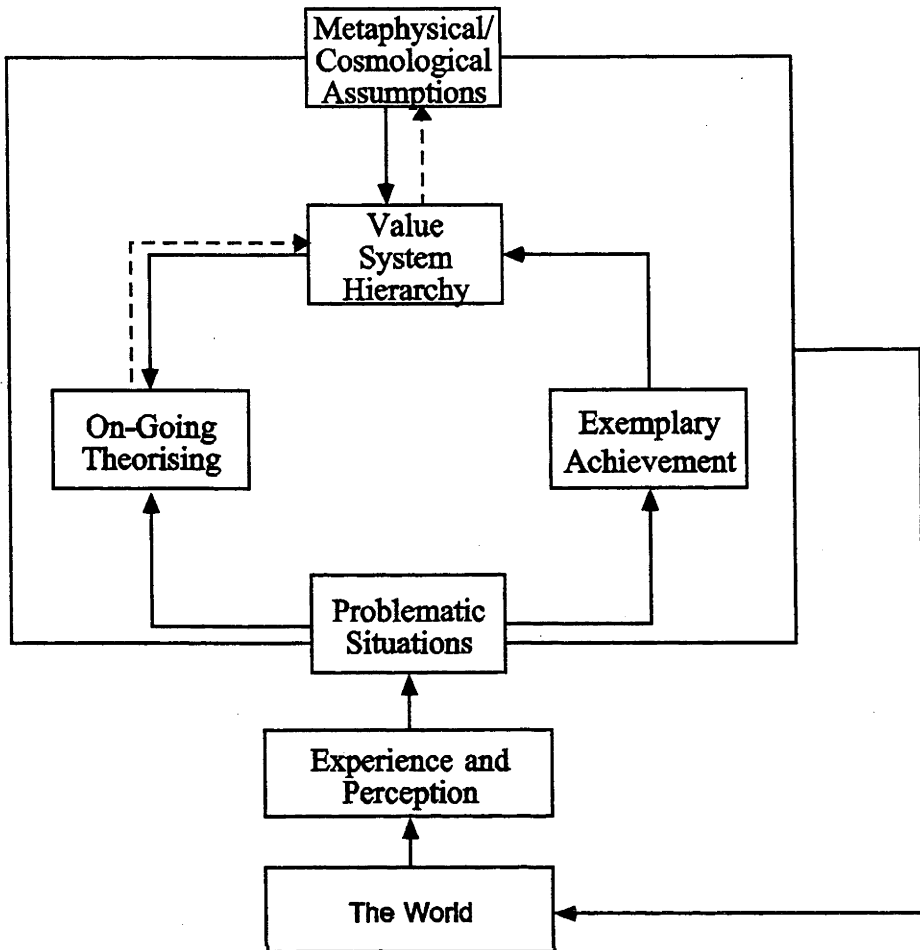 Metaphysical/
Cosmological
Assumptions
Value
System
Hierarchy
On-Going
Theorising
Exemplary
Achievement
Problematic
Situations
Experience and
Perception
The World